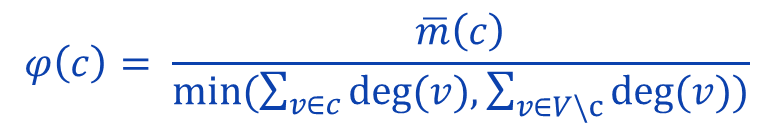 φ(c) = m̅(c) / min(∑_{v∈c} deg(v), ∑_{v∈V\c} deg(v))